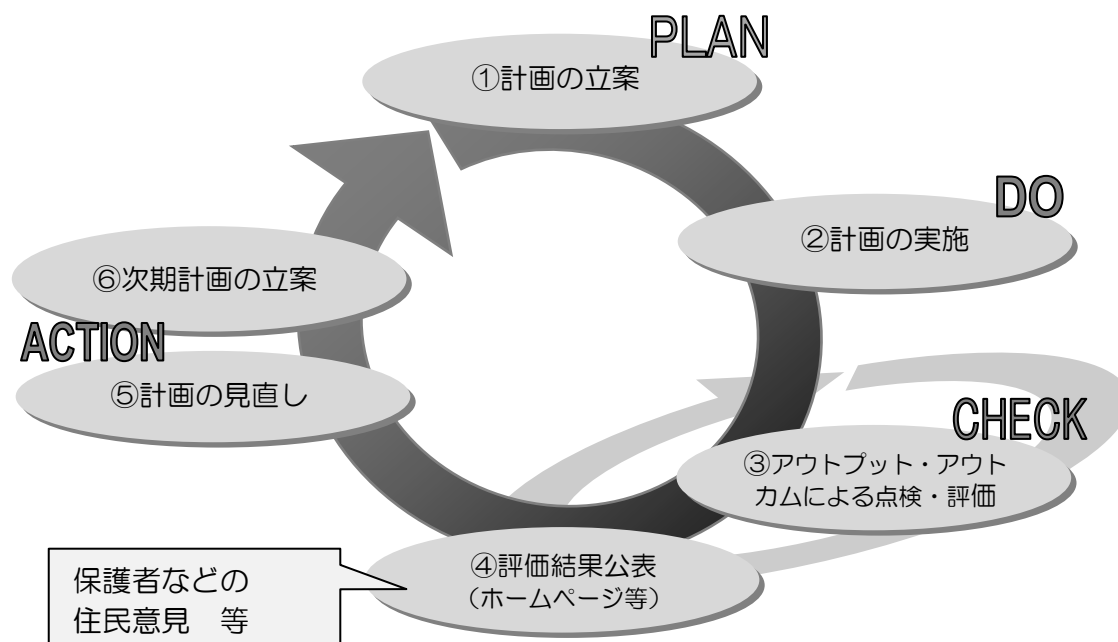 PLAN
①計画の立案
DO
②計画の実施
CHECK
③アウトプット・アウト
カムによる点検・評価
④評価結果公表
（ホームページ等）
保護者などの
住民意見　等
ACTION
⑤計画の見直し
⑥次期計画の立案